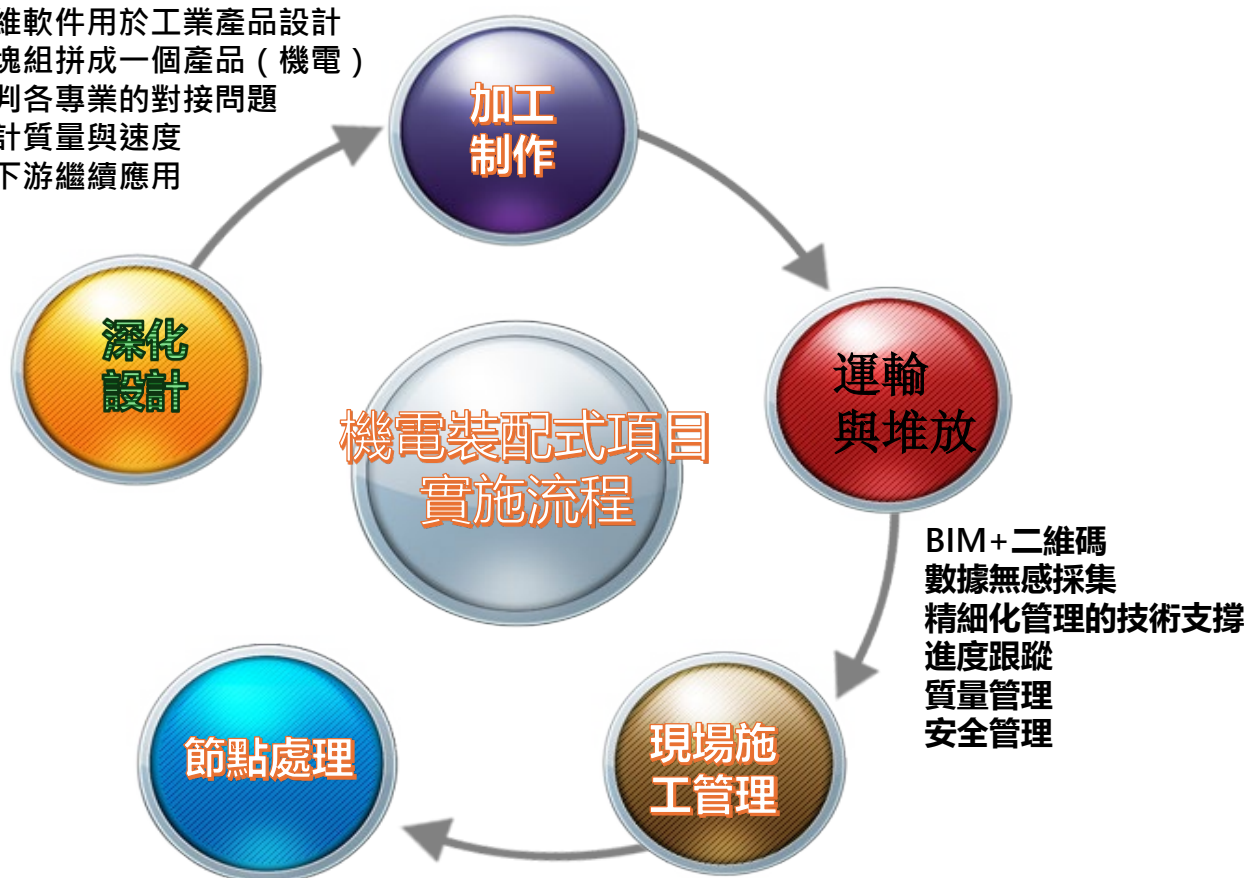 維軟件用於工業產品設計
塊組拼成一個產品（機電）
判各專業的對接問題
計質量與速度
下游繼續應用
加工
制作
深化
設計
運輸
與堆放
機電裝配式項目
實施流程
BIM+二維碼
數據無感採集
精細化管理的技術支撐
進度跟蹤
質量管理
安全管理
節點處理
現場施
工管理